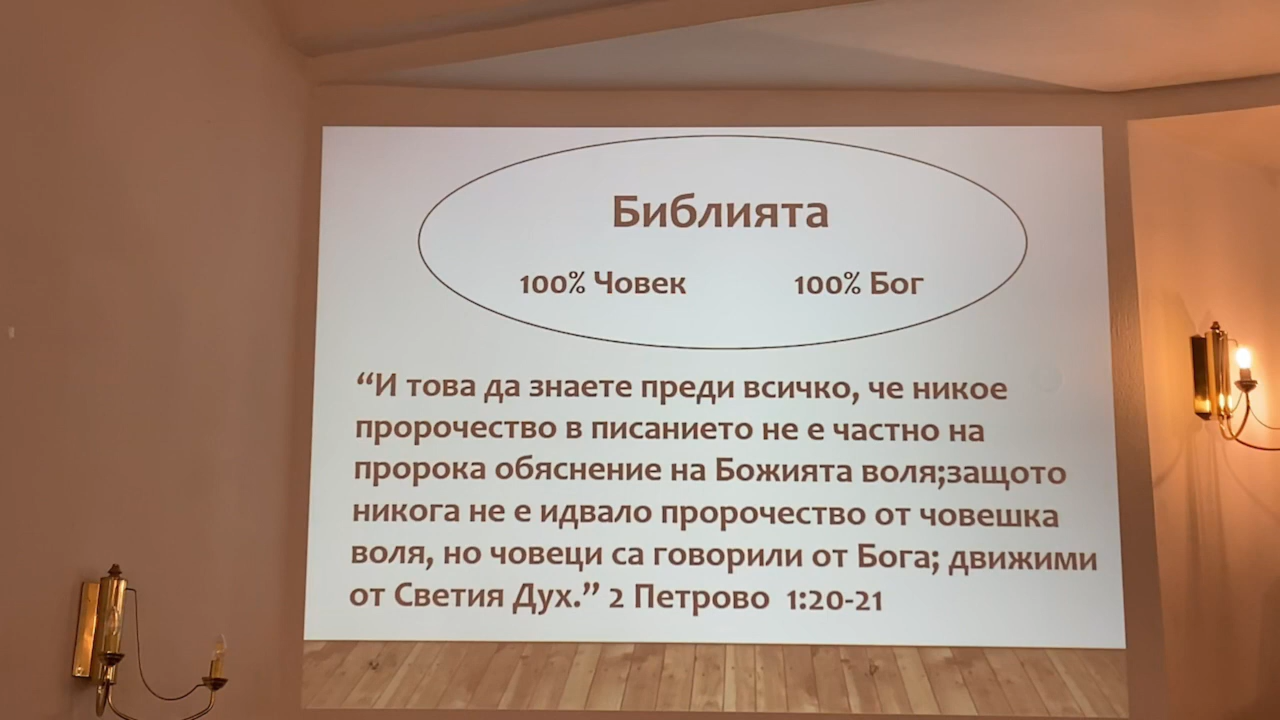 Библията
100% Човек 100% Бог
“И това да знаете преди всичко, че никое
пророчество в писанието не е частно на
пророка обяснение на Божията воля;защото
никога не е идвало пророчество от човешка
воля, но човеци са говорили от Бога; движими
от Светия Дух.” 2 Петрово 1:20-21